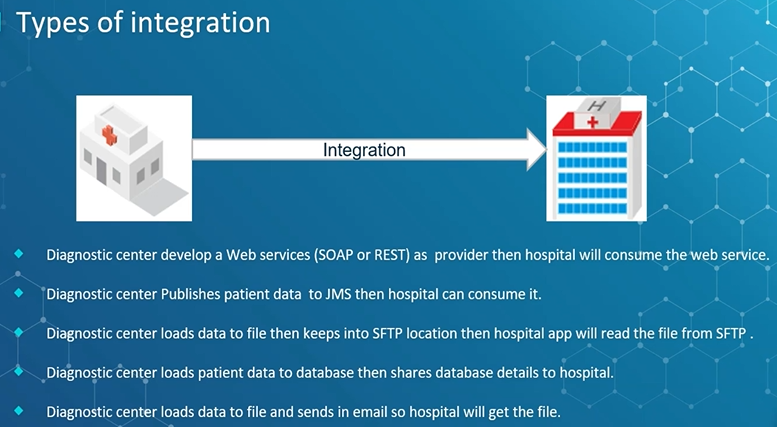 Types of integration
H
Integration
Diagnostic center develop a Web services (SOAP or REST) as provider then hospital will consume the web service.
Diagnostic center Publishes patient data to JMS then hospital can consume it.
Diagnostic center loads data to file then keeps into SFTP location then hospital app will read the file from SFTP .
Diagnostic center loads patient data to database then shares database details to hospital.
Diagnostic center loads data to file and sends in email so hospital will get the file.